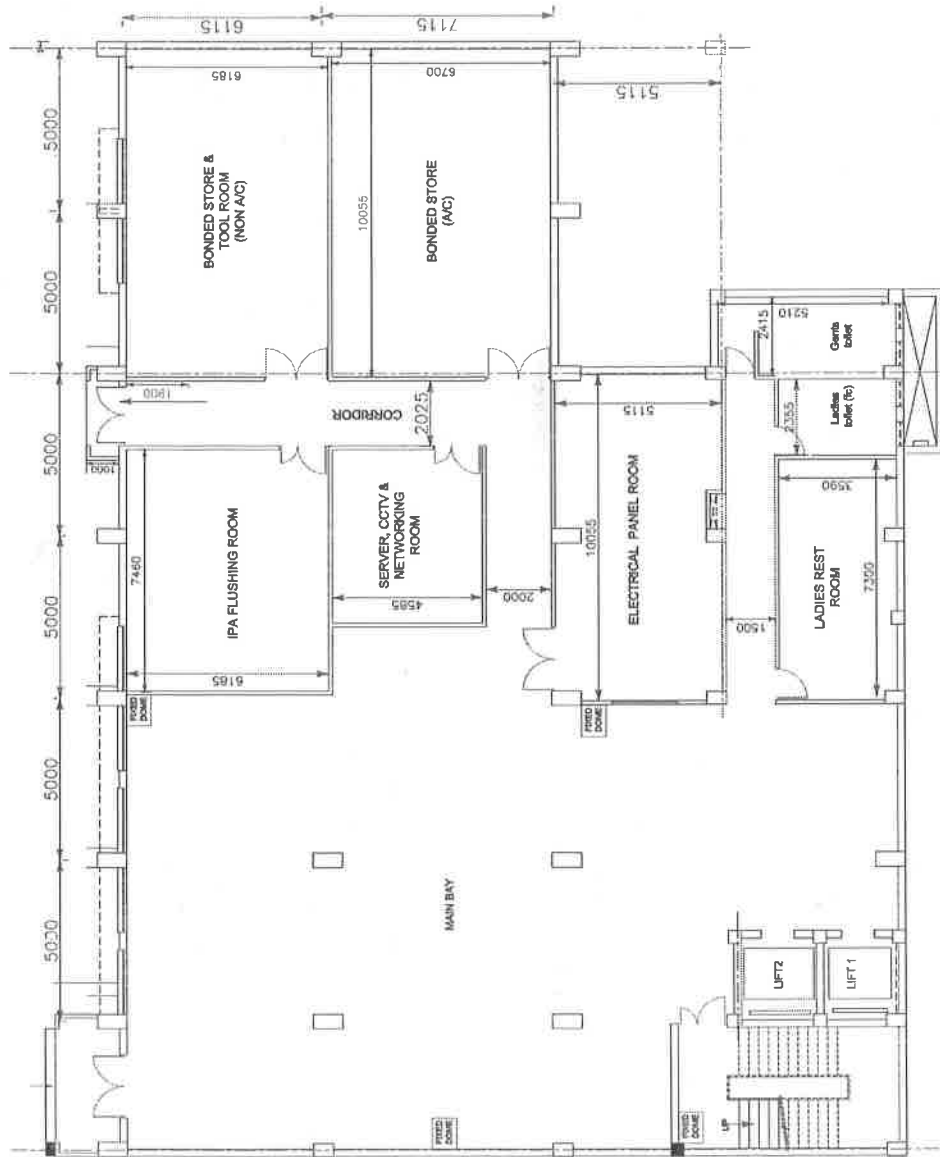 6115
7115
5000
5000
5000
5000
5000
5000
6185
6700
5115
BONDED STORE &
TOOL ROOM
(NON A/C)
10055
BONDED STORE
(A/C)
1900
CORRIDOR
2025
1060
7460
IPA FLUSHING ROOM
6185
SERVER, CCTV &
NETWORKING
ROOM
4585
2000
5115
10055
ELECTRICAL PANEL ROOM
5210
2415
Gents
toilet
2355
Ladies
toilet (fc)
3590
LADIES REST
ROOM
7300
1500
FIXED
DOME
FIXED
DOME
MAIN BAY
LIFT2
LIFT 1
FIXED
DOME
FIXED
DOME
UP